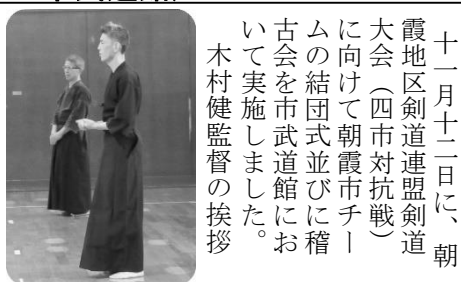 十一月十二日に、朝
霞地区剣道連盟剣道
大会（四市対抗戦）
に向けて朝霞市チー
ムの結団式並びに稽
古会を市武道館にお
いて実施しました。
木村健監督の挨拶